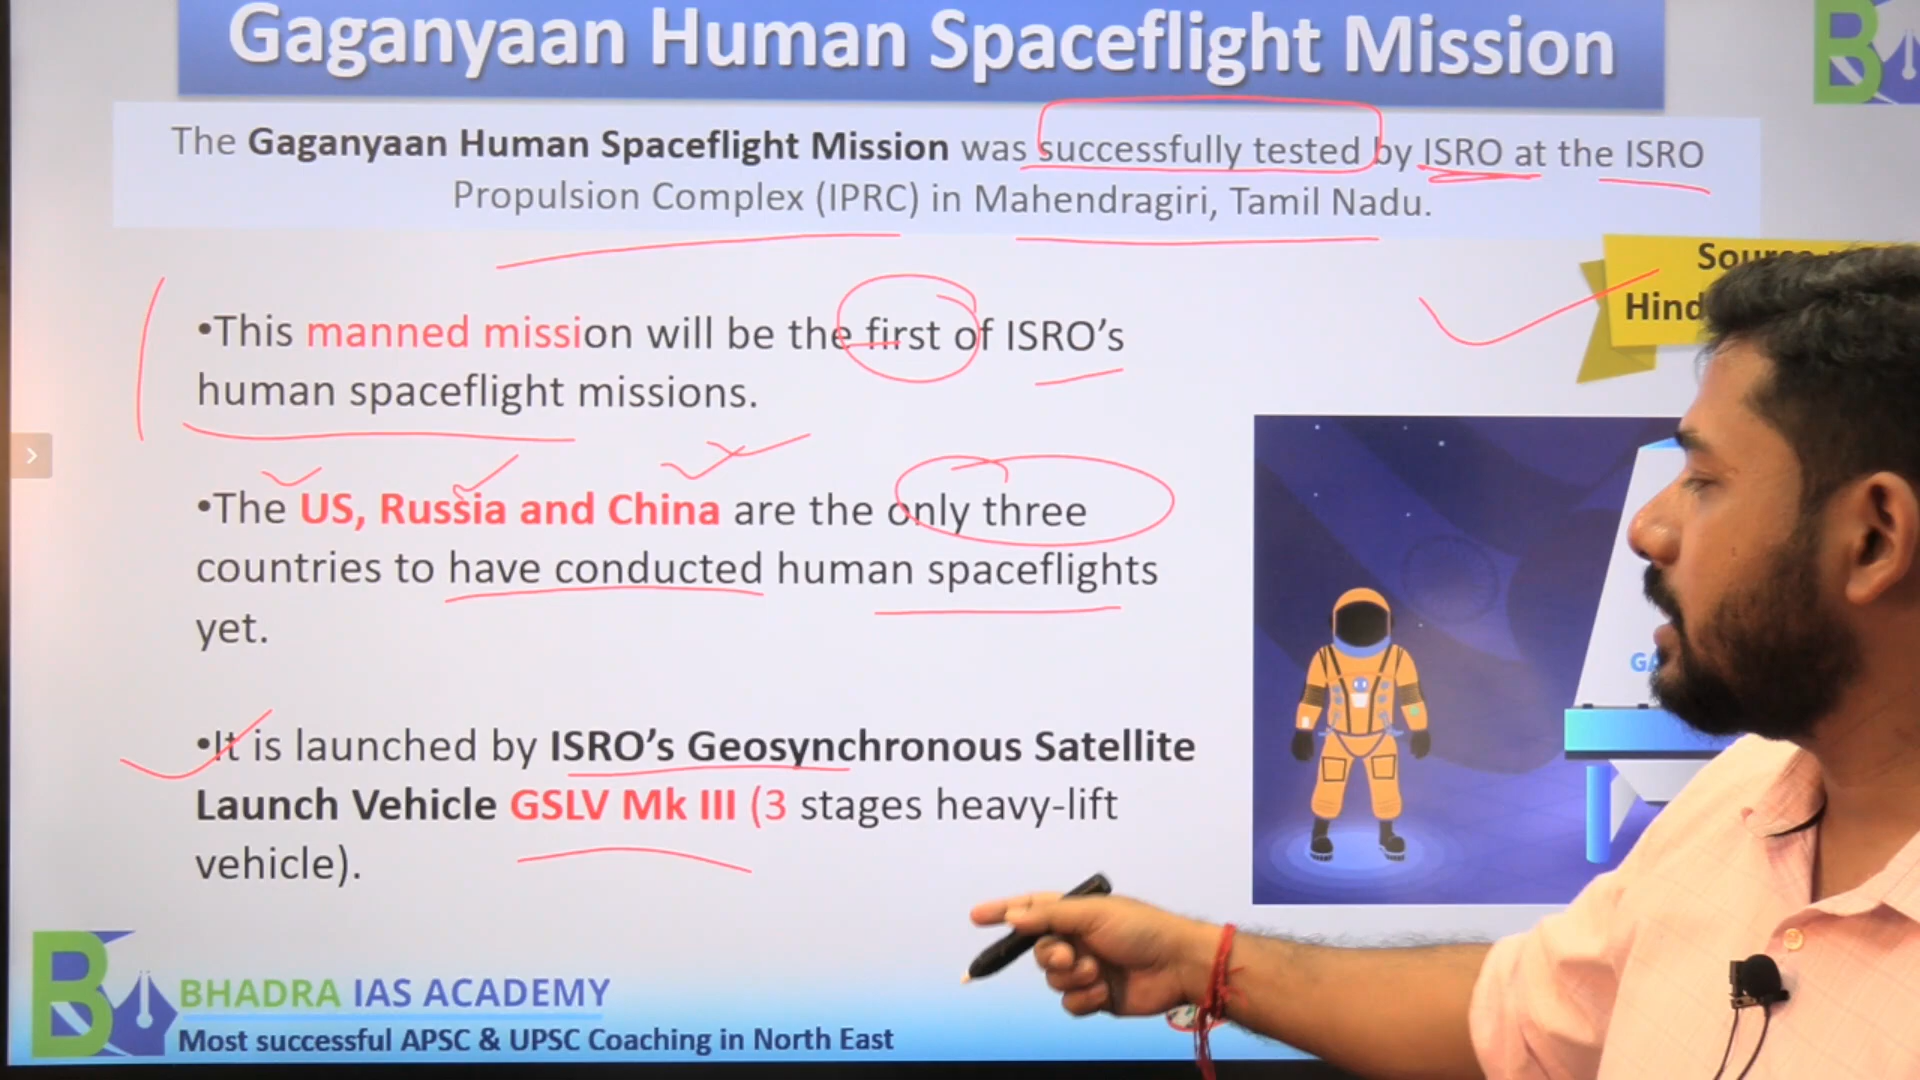 Gaganyaan Human Spaceflight Mission
The Gaganyaan Human Spaceflight Mission was successfully tested by ISRO at the ISRO
Propulsion Complex (IPRC) in Mahendragiri, Tamil Nadu.
•This manned mission will be the first of ISRO's
human spaceflight missions.
•The US, Russia and China are the only three
countries to have conducted human spaceflights
yet.
•It is launched by ISRO's Geosynchronous Satellite
Launch Vehicle GSLV Mk III (3 stages heavy-lift
vehicle).
BHADRA IAS ACADEMY
Most successful APSC & UPSC Coaching in North East